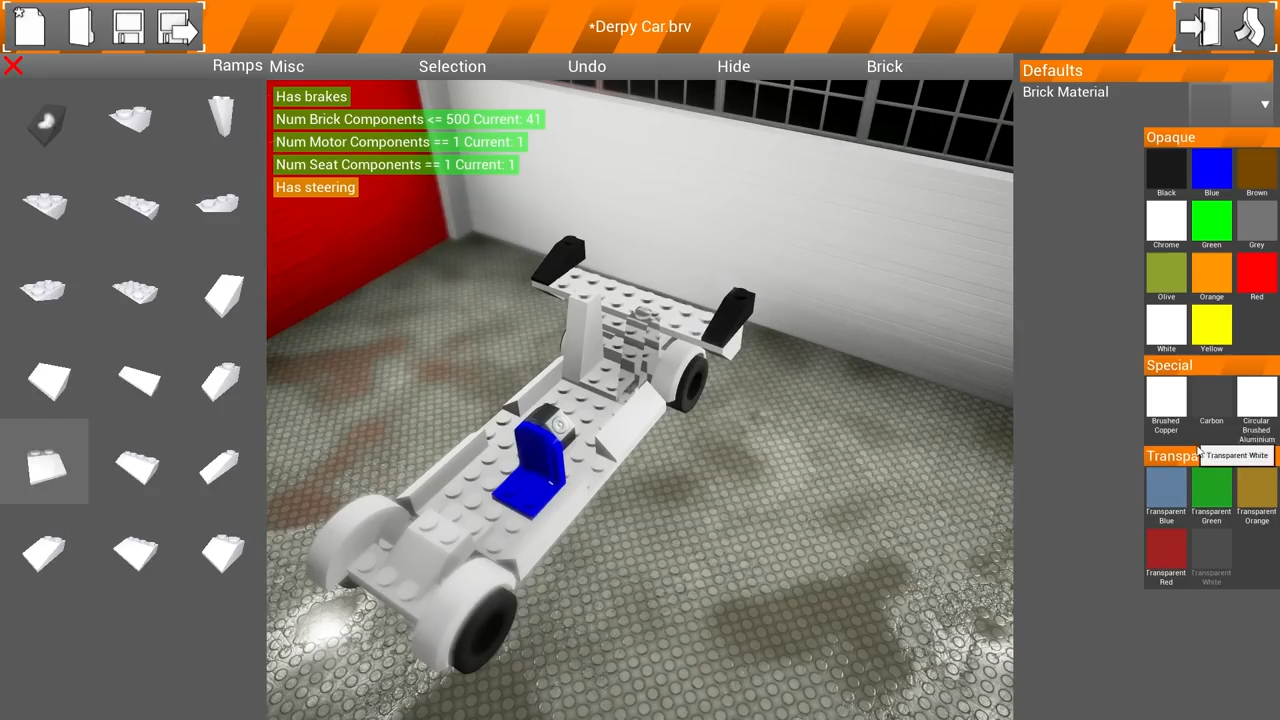 *Derpy Car.brv
Ramps Misc Selection Undo Hide Brick
Defaults
Brick Material
Has brakes
Num Brick Components <= 500 Current: 41
Num Motor Components == 1 Current: 1
Num Seat Components == 1 Current: 1
Has steering
Opaque
Black Blue Brown
Chrome Green Grey
Olive Orange Red
White Yellow
Special
Brushed Copper Carbon Circular Brushed Aluminium
Transpa Transparent White
Transparent Blue Transparent Green Transparent Orange
Transparent Red Transparent White